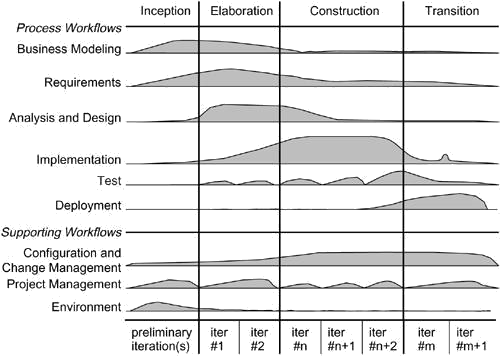 Inception Elaboration Construction Transition
Process Workflows
Business Modeling
Requirements
Analysis and Design
Implementation
Test
Deployment
Supporting Workflows
Configuration and
Change Management
Project Management
Environment
preliminary iter iter iter iter iter iter iter
iteration(s) #1 #2 #n #n+1 #n+2 #m #m+1